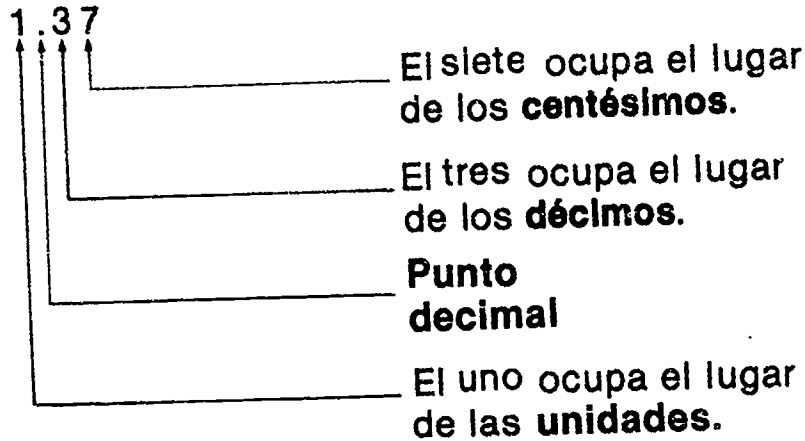 1.37
El siete ocupa el lugar
de los centésimos.
El tres ocupa el lugar
de los décimos.
Punto
decimal
El uno ocupa el lugar
de las unidades.